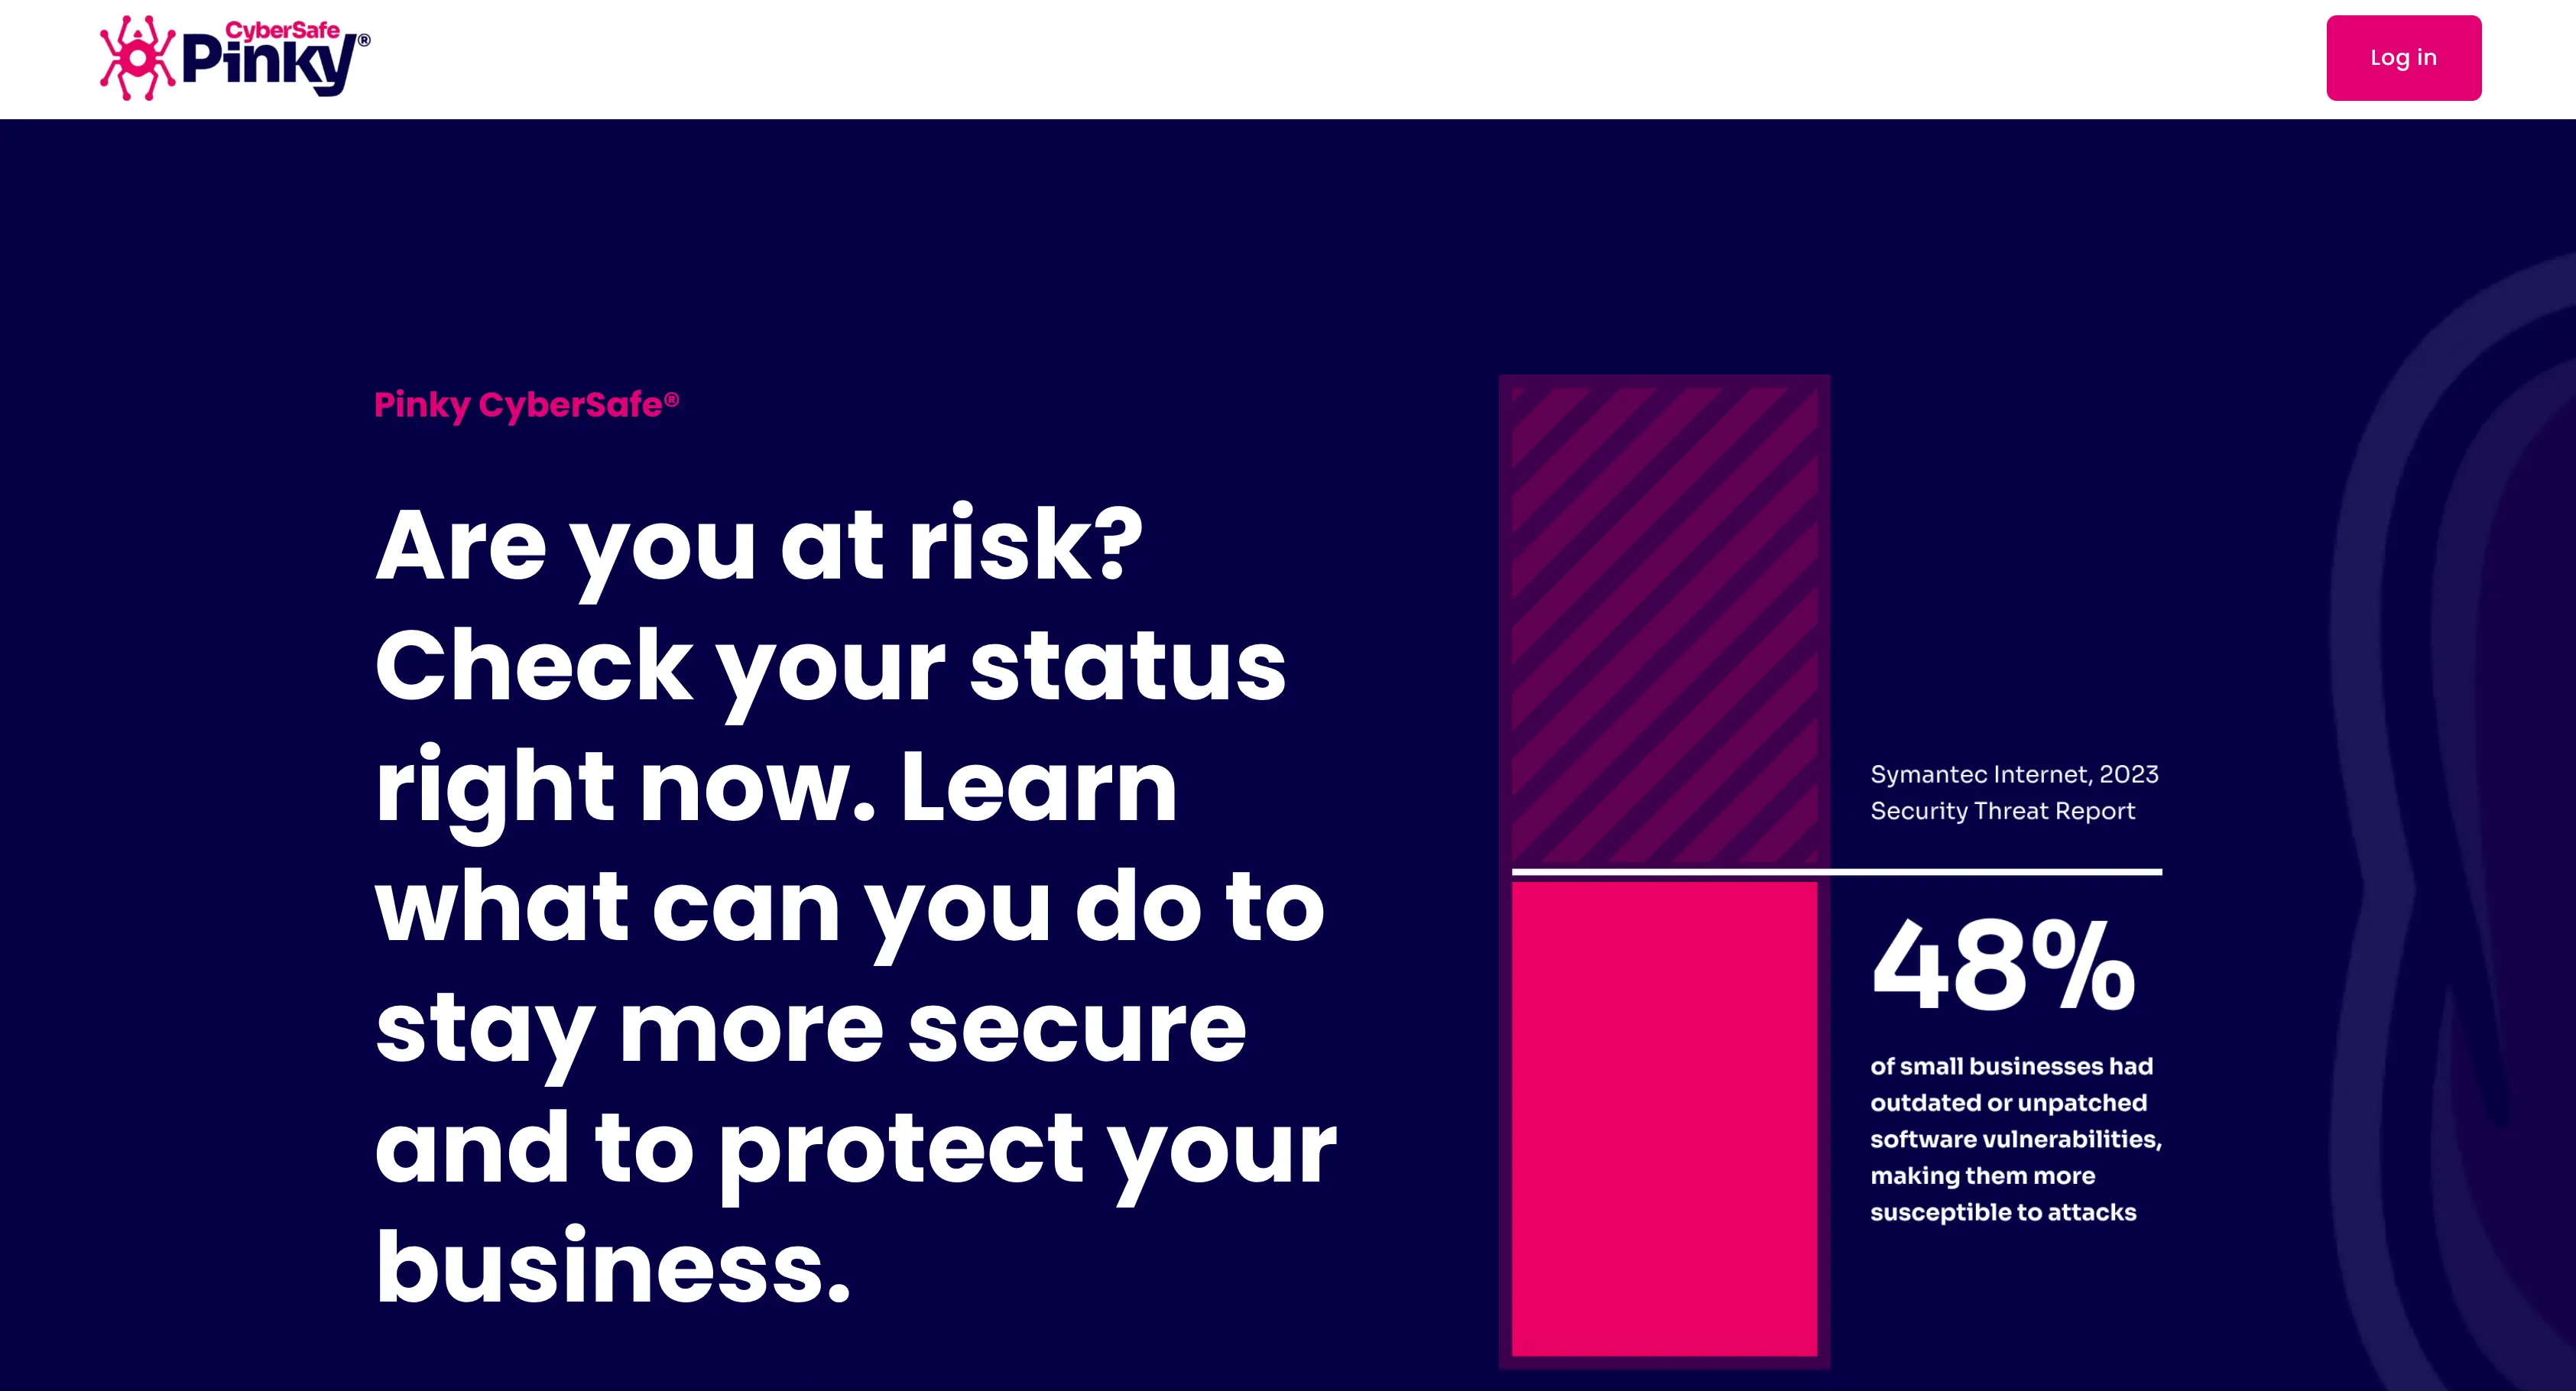 CyberSafe
Pinky®
Log in
Pinky CyberSafe®
Are you at risk?
Check your status
right now. Learn
what can you do to
stay more secure
and to protect your
business.
Symantec Internet, 2023
Security Threat Report
48%
of small businesses had
outdated or unpatched
software vulnerabilities,
making them more
susceptible to attacks